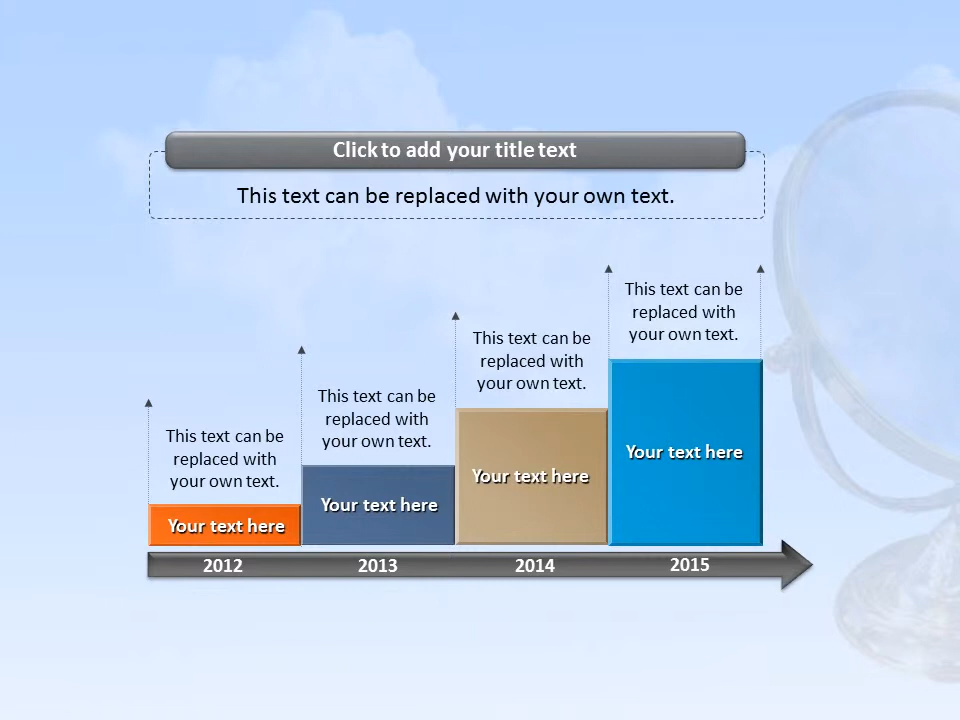 Click to add your title text
This text can be replaced with your own text.
This text can be
replaced with
your own text.
Your text here
2012
This text can be
replaced with
your own text.
Your text here
2013
This text can be
replaced with
your own text.
Your text here
2014
This text can be
replaced with
your own text.
Your text here
2015